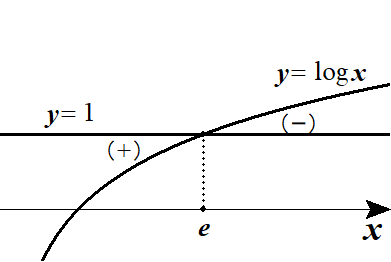 y= log x
y= 1
(−)
(+)
e
x